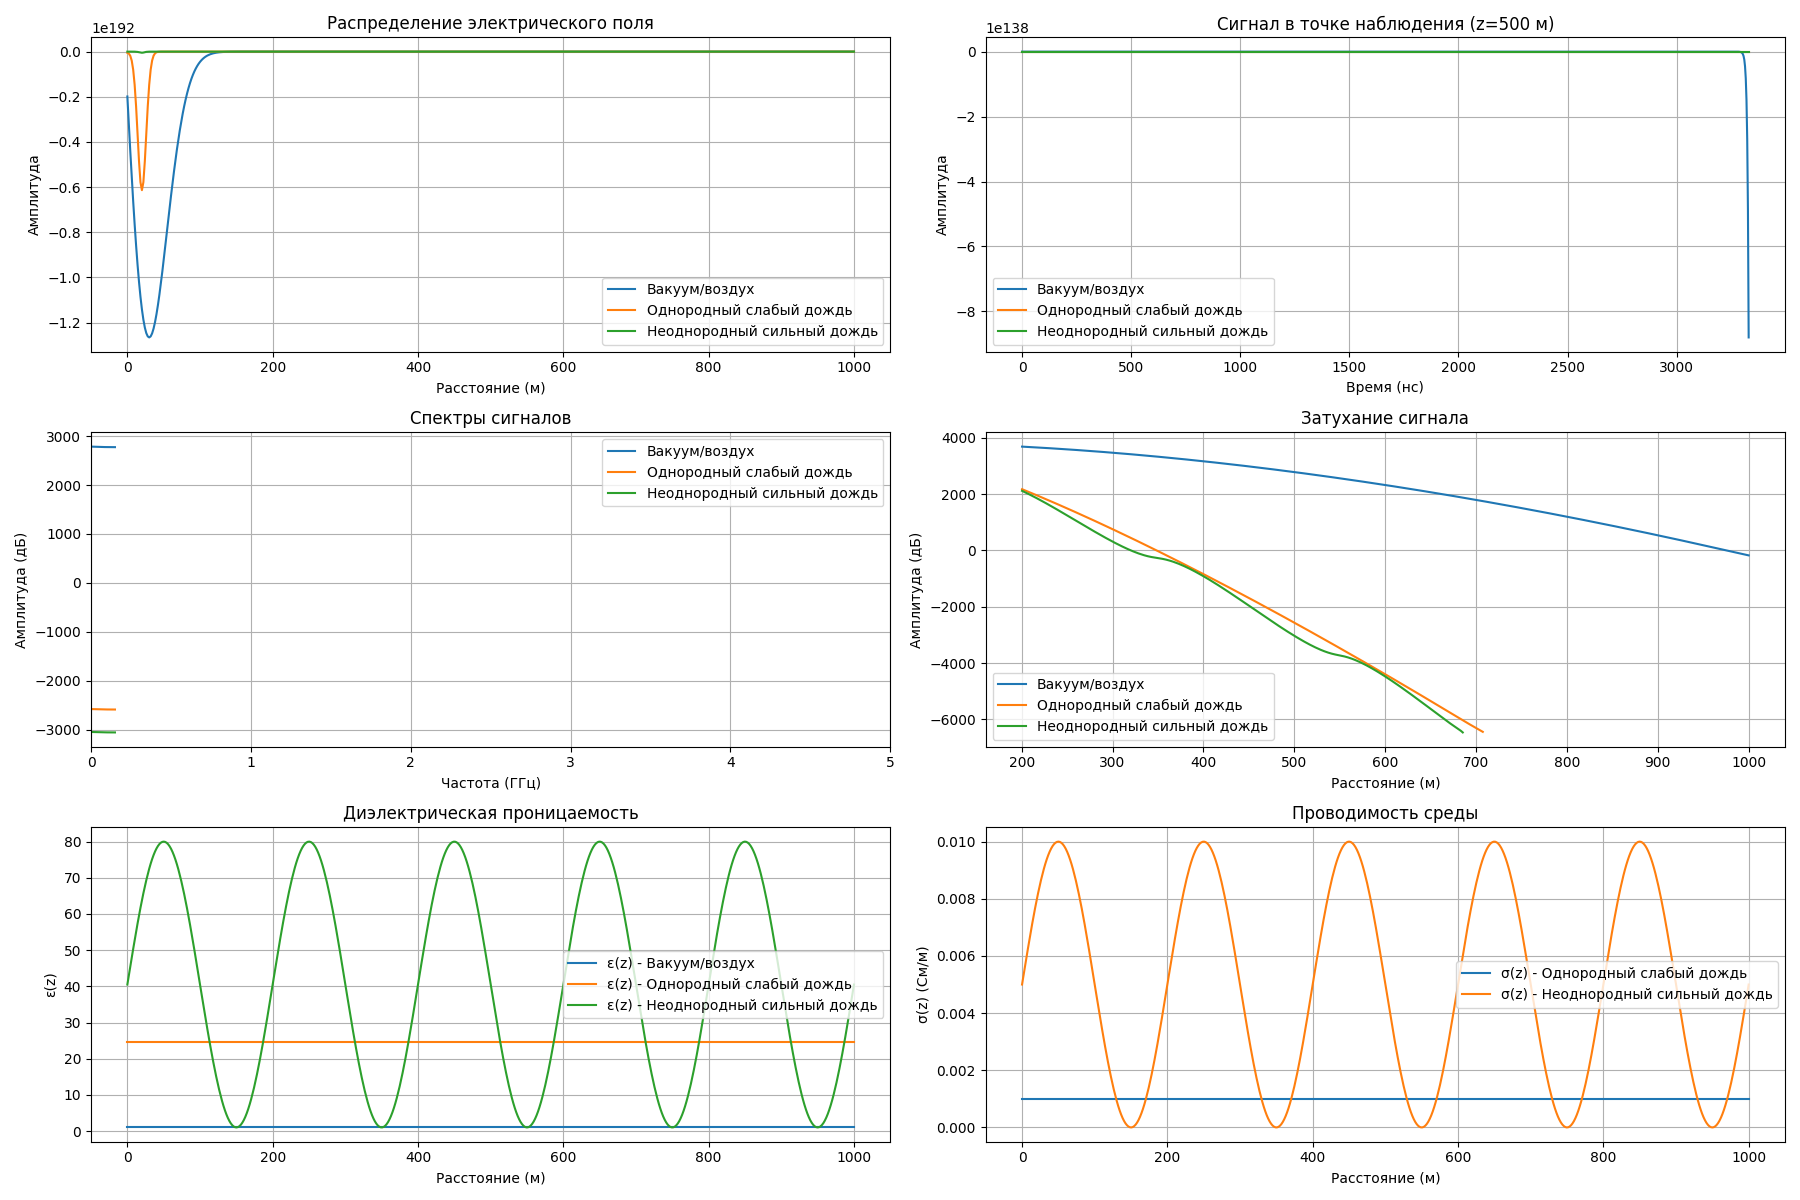 Распределение электрического поля
1e192
0.0
−0.2
−0.4
−0.6
−0.8
−1.0
−1.2
Амплитуда
Вакуум/воздух
Однородный слабый дождь
Неоднородный сильный дождь
0 200 400 600 800 1000
Расстояние (м)
Сигнал в точке наблюдения (z=500 м)
1e138
0
−2
−4
−6
−8
Амплитуда
Вакуум/воздух
Однородный слабый дождь
Неоднородный сильный дождь
0 500 1000 1500 2000 2500 3000
Время (нс)
Спектры сигналов
3000
2000
1000
0
−1000
−2000
−3000
Амплитуда (дБ)
Вакуум/воздух
Однородный слабый дождь
Неоднородный сильный дождь
0 1 2 3 4 5
Частота (ГГц)
Затухание сигнала
4000
2000
0
−2000
−4000
−6000
Амплитуда (дБ)
Вакуум/воздух
Однородный слабый дождь
Неоднородный сильный дождь
200 300 400 500 600 700 800 900 1000
Расстояние (м)
Диэлектрическая проницаемость
80
70
60
50
40
30
20
10
0
ε(z)
ε(z) - Вакуум/воздух
ε(z) - Однородный слабый дождь
ε(z) - Неоднородный сильный дождь
0 200 400 600 800 1000
Расстояние (м)
Проводимость среды
0.010
0.008
0.006
0.004
0.002
0.000
σ(z) (См/м)
σ(z) - Однородный слабый дождь
σ(z) - Неоднородный сильный дождь
0 200 400 600 800 1000
Расстояние (м)